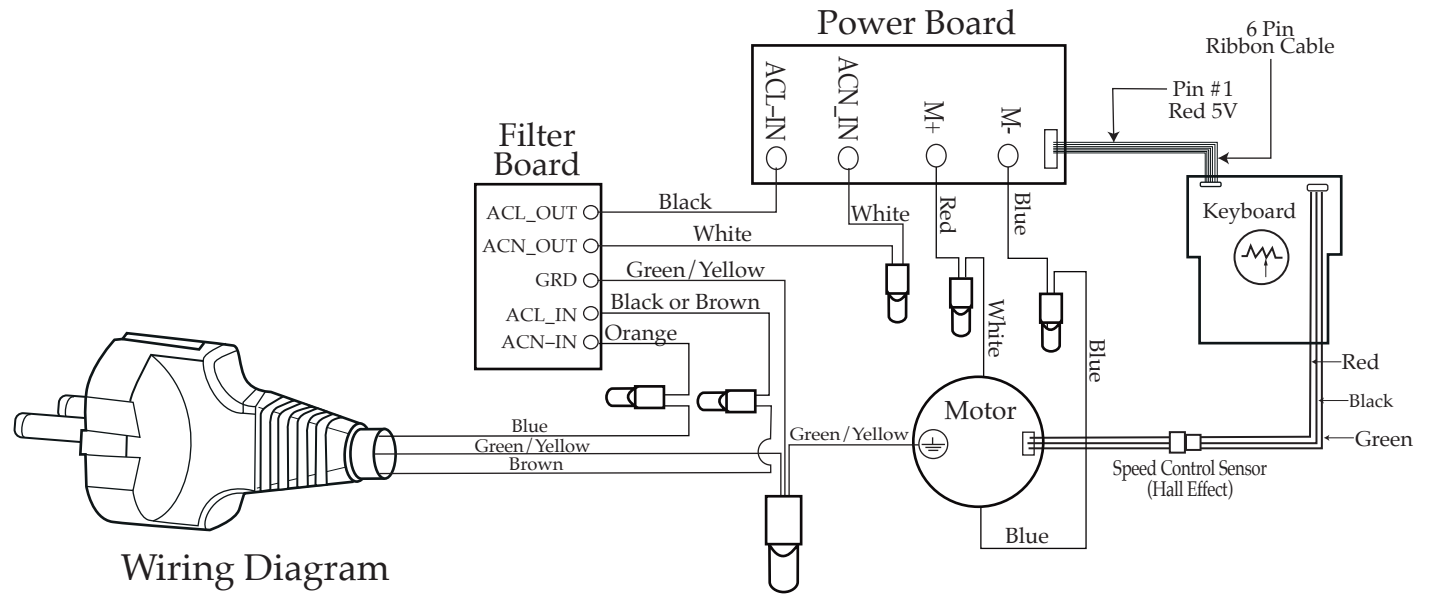 Power Board
6 Pin
Ribbon Cable
ACL-IN
ACN_IN
M+
M-
Pin #1
Red 5V
Filter
Board
ACL_OUT
ACN_OUT
GRD
ACL_IN
ACN-IN
Black
White
Green/Yellow
Black or Brown
Orange
White
Red
Blue
Keyboard
White
Blue
Red
Black
Green
Motor
Blue
Green/Yellow
Brown
Green/Yellow
Speed Control Sensor
(Hall Effect)
Blue
Wiring Diagram